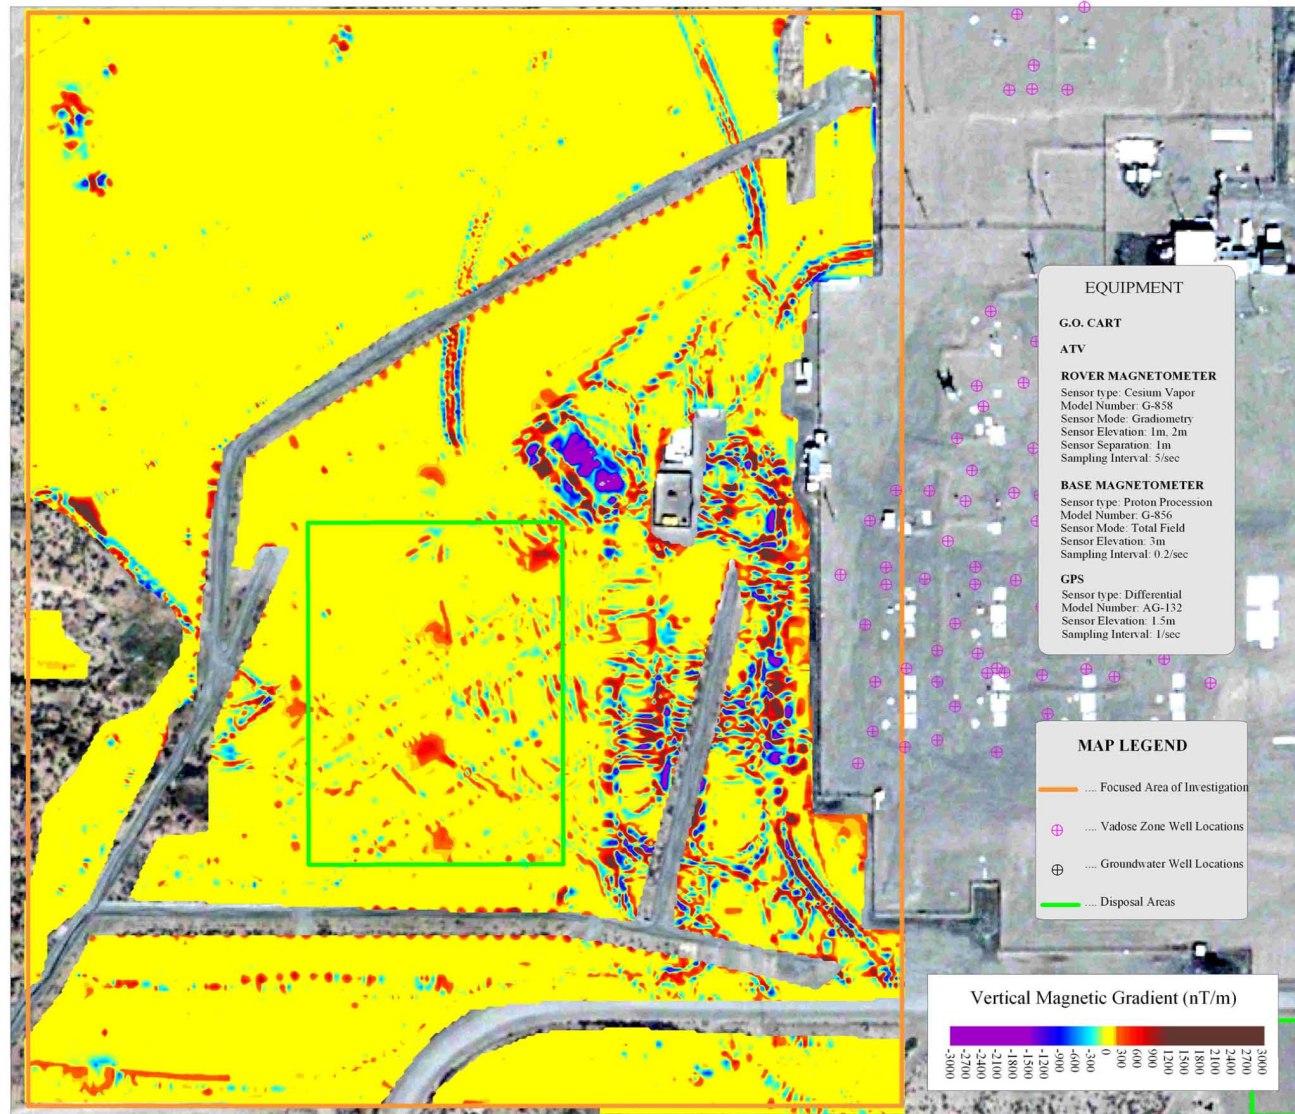 EQUIPMENT
G.O. CART
ATV
ROVER MAGNETOMETER
Sensor type: Cesium Vapor
Model Number: G-858
Sensor Mode: Gradiometry
Sensor Elevation: 1m, 2m
Sensor Separation: 1m
Sampling Interval: 5/sec
BASE MAGNETOMETER
Sensor type: Proton Procession
Model Number: G-856
Sensor Mode: Total Field
Sensor Elevation: 3m
Sampling Interval: 0.2/sec
GPS
Sensor type: Differential
Model Number: AG-132
Sensor Elevation: 1.5m
Sampling Interval: 1/sec
MAP LEGEND
.... Focused Area of Investigation
.... Vadose Zone Well Locations
.... Groundwater Well Locations
.... Disposal Areas
Vertical Magnetic Gradient (nT/m)
-3000 -2700 -2400 -1800 -1500 -1200 -900 -600 -300 0 300 600 900 1200 1500 1800 2100 2400 2700 3000